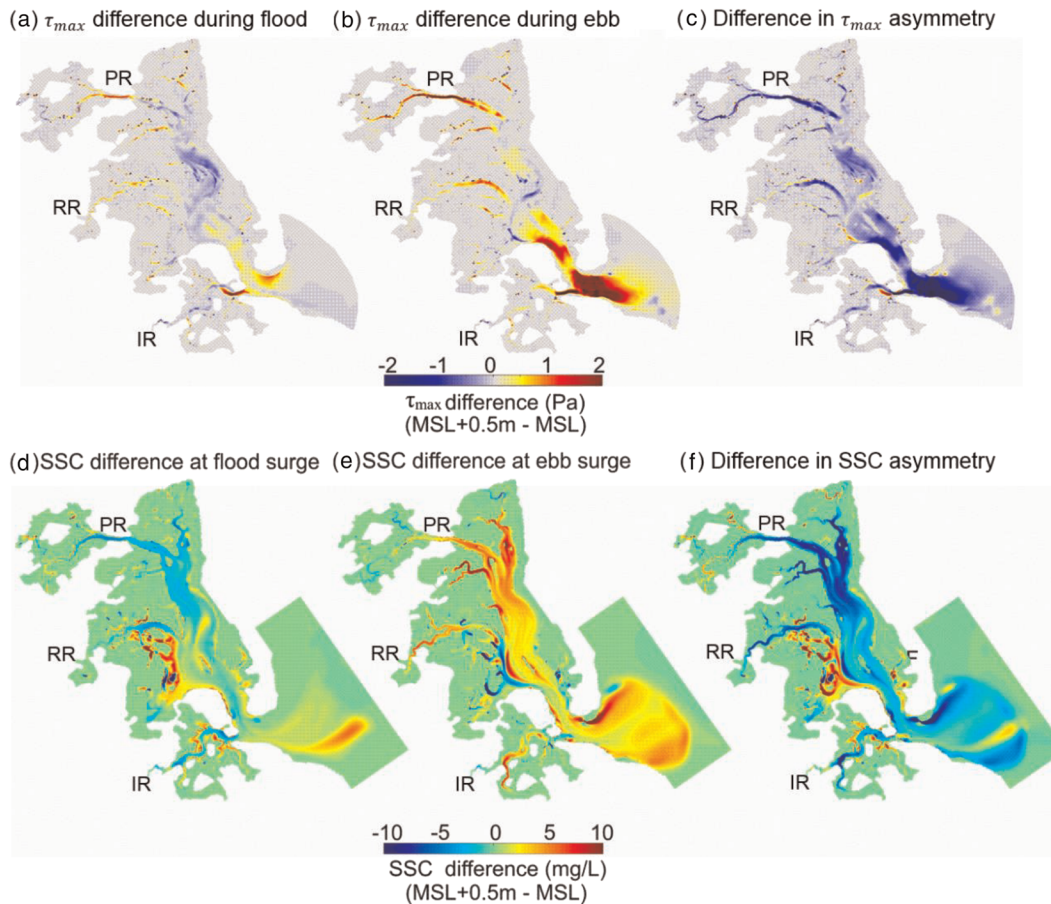 (a) τmax difference during flood
(b) τmax difference during ebb
(c) Difference in τmax asymmetry
PR
RR
IR
PR
RR
IR
PR
RR
IR
-2 -1 0 1 2
τmax difference (Pa)
(MSL+0.5m - MSL)
(d) SSC difference at flood surge
(e) SSC difference at ebb surge
(f) Difference in SSC asymmetry
PR
RR
IR
PR
RR
IR
PR
RR
IR
-10 -5 0 5 10
SSC difference (mg/L)
(MSL+0.5m - MSL)